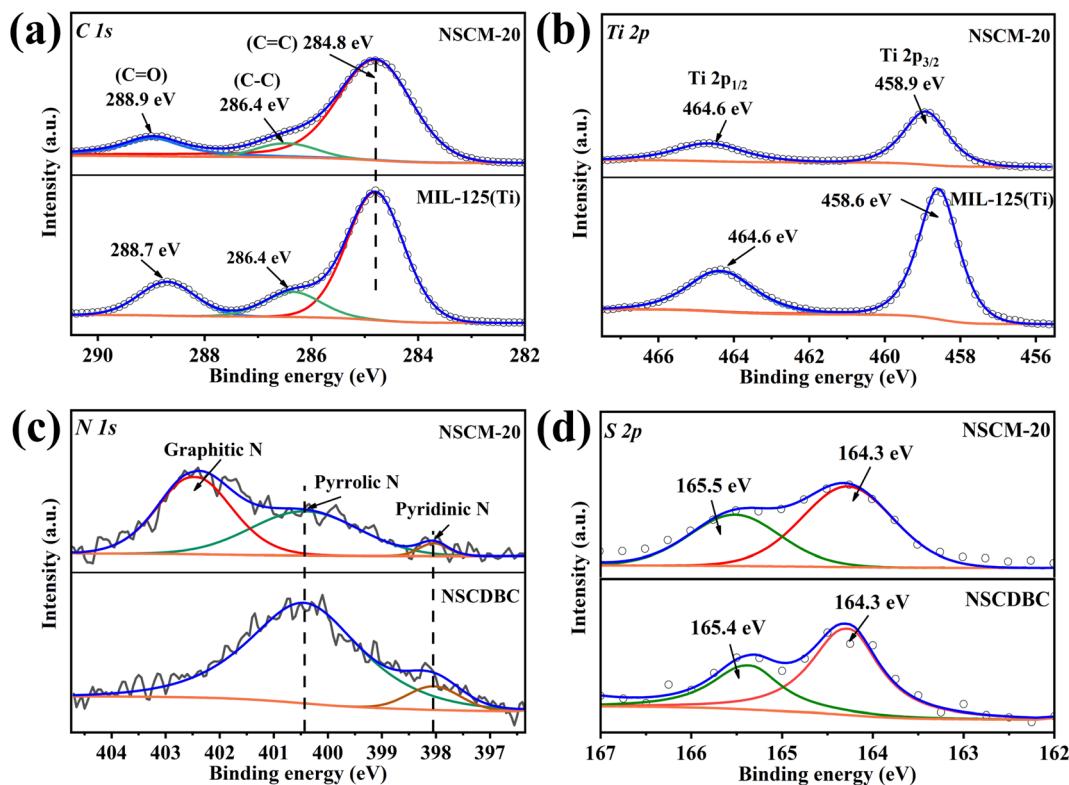 (a)
C 1s
NSCM-20
(C=C)
284.8 eV
(C=O)
288.9 eV
(C-C)
286.4 eV
MIL-125(Ti)
288.7 eV
286.4 eV
Intensity (a.u.)
290 288 286 284 282
Binding energy (eV)
(b)
Ti 2p
NSCM-20
Ti 2p1/2
464.6 eV
Ti 2p3/2
458.9 eV
MIL-125(Ti)
458.6 eV
464.6 eV
Intensity (a.u.)
466 464 462 460 458 456
Binding energy (eV)
(c)
N 1s
NSCM-20
Graphitic N
Pyrrolic N
Pyridinic N
NSCDBC
Intensity (a.u.)
404 403 402 401 400 399 398 397
Binding energy (eV)
(d)
S 2p
NSCM-20
164.3 eV
165.5 eV
NSCDBC
164.3 eV
165.4 eV
Intensity (a.u.)
167 166 165 164 163 162
Binding energy (eV)